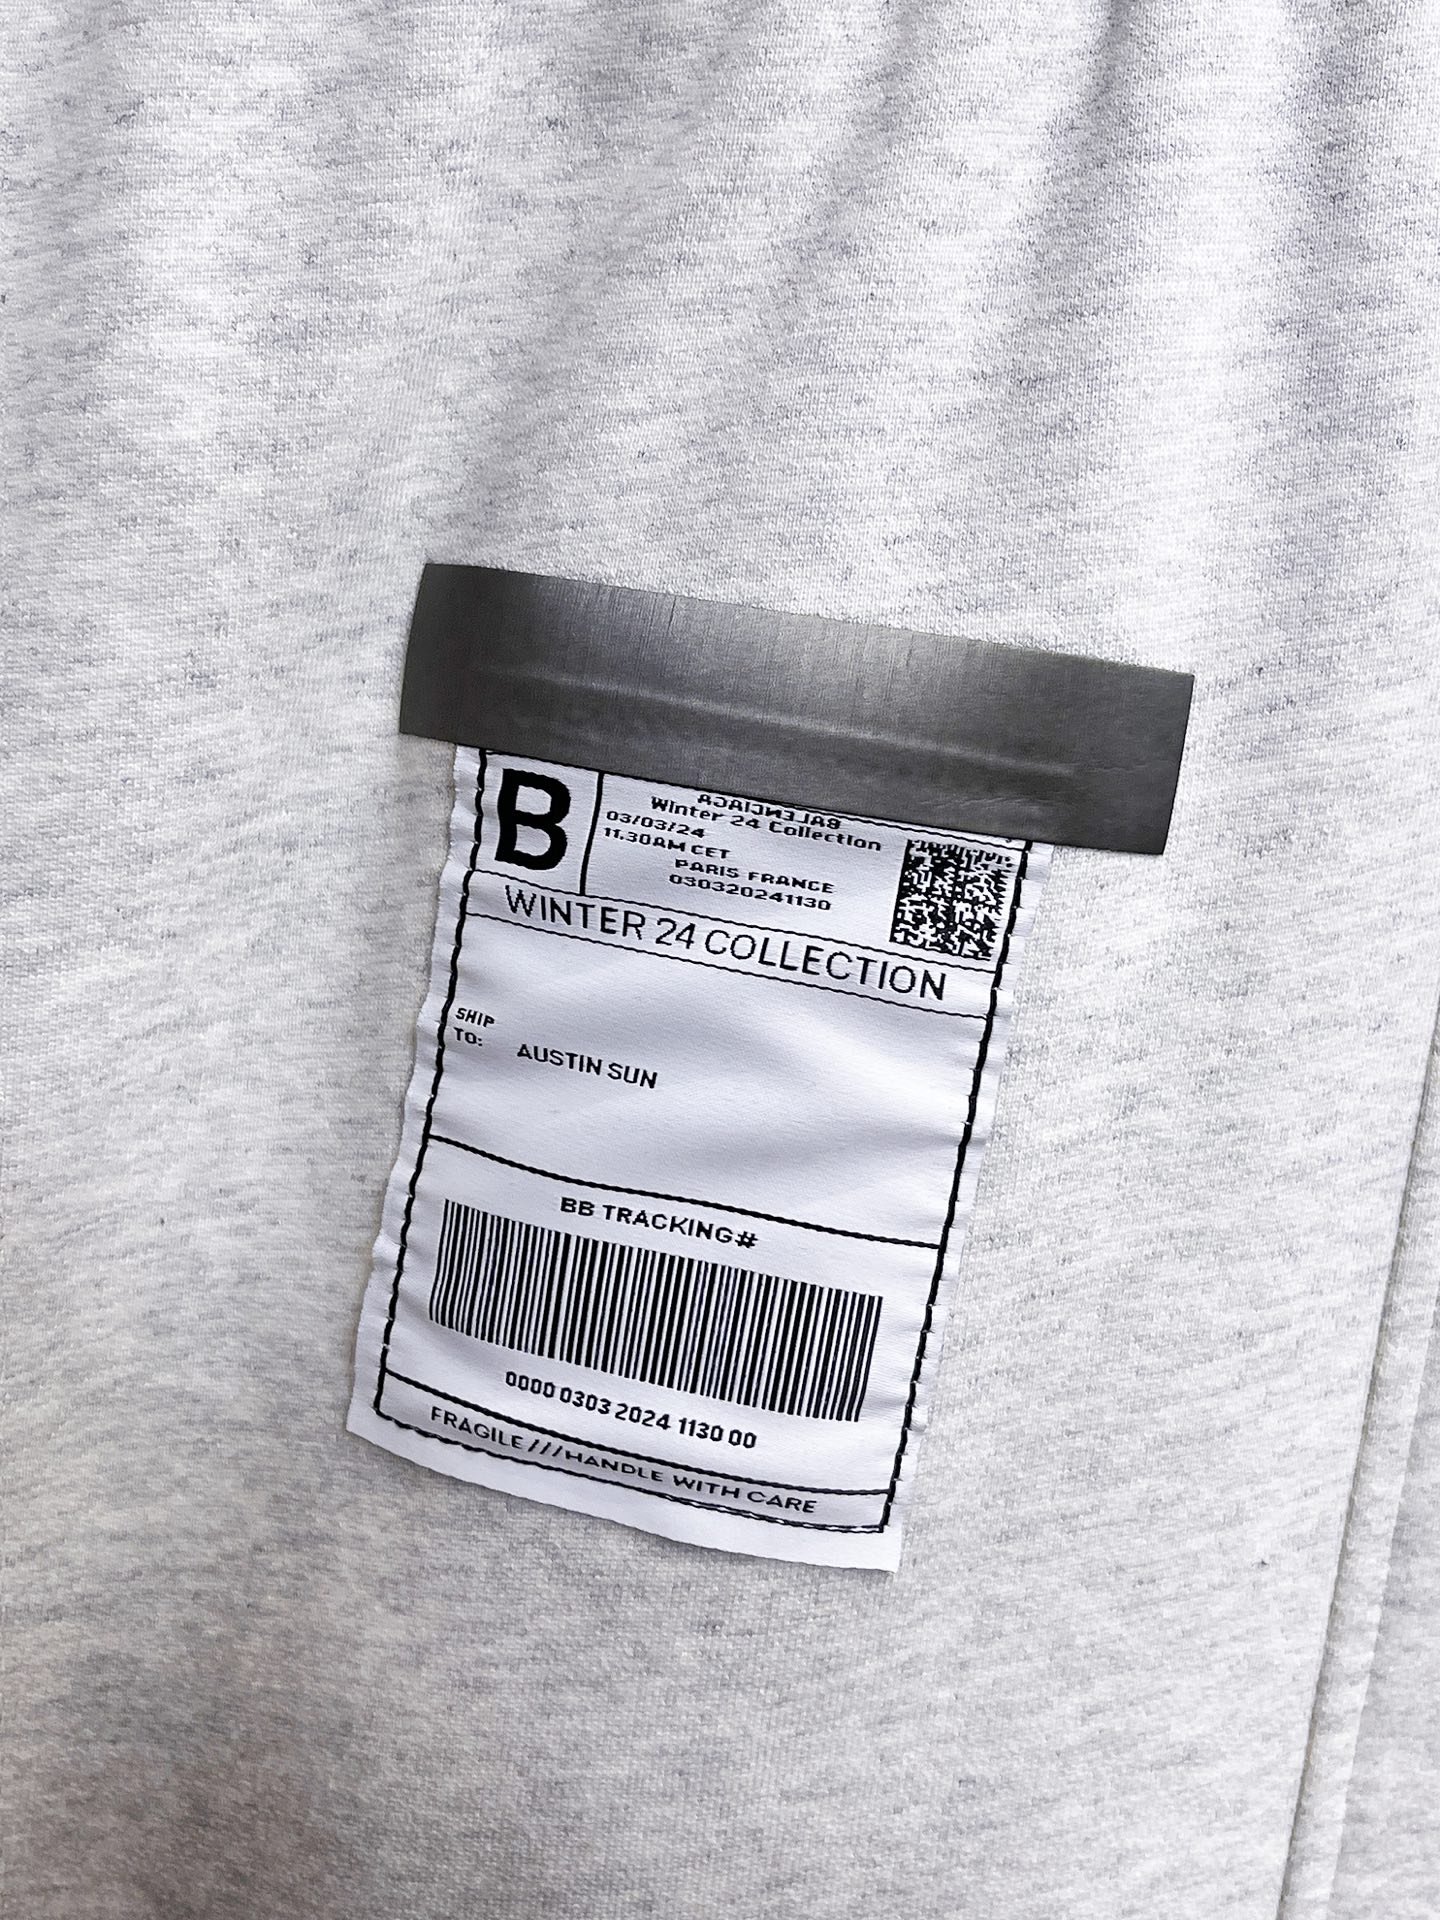 B
BALENCIAGA
Winter 24 Collection
03/03/24
11.30AM CET
PARIS FRANCE
030320241130
WINTER 24 COLLECTION
SHIP
TO:
AUSTIN SUN
BB TRACKING#
0000 0303 2024 1130 00
FRAGILE ///HANDLE WITH CARE